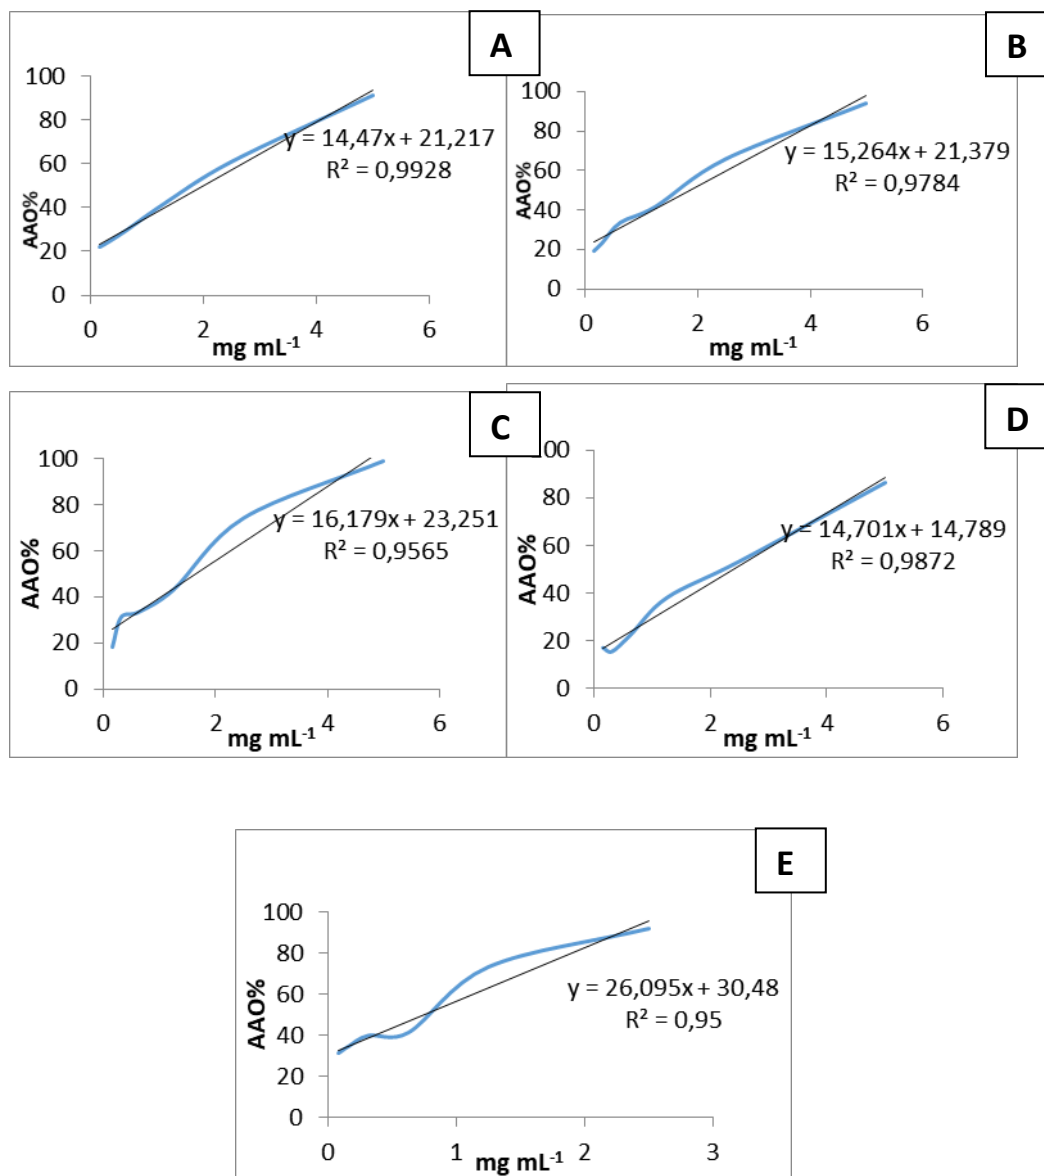 A
100
80
60
40
20
0
AAO%
y = 14,47x + 21,217
R² = 0,9928
0 2 4 6
mg mL⁻¹
B
100
80
60
40
20
0
AAO%
y = 15,264x + 21,379
R² = 0,9784
0 2 4 6
mg mL⁻¹
C
100
80
60
40
20
0
AAO%
y = 16,179x + 23,251
R² = 0,9565
0 2 4 6
mg mL⁻¹
D
100
80
60
40
20
0
AAO%
y = 14,701x + 14,789
R² = 0,9872
0 2 4 6
mg mL⁻¹
E
100
80
60
40
20
0
AAO%
y = 26,095x + 30,48
R² = 0,95
0 1 2 3
mg mL⁻¹